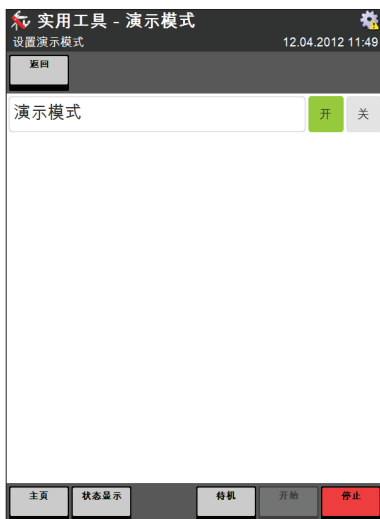 实用工具 - 演示模式
设置演示模式 12.04.2012 11:49
返回
演示模式 开 关
主页 状态显示 待机 开始 停止